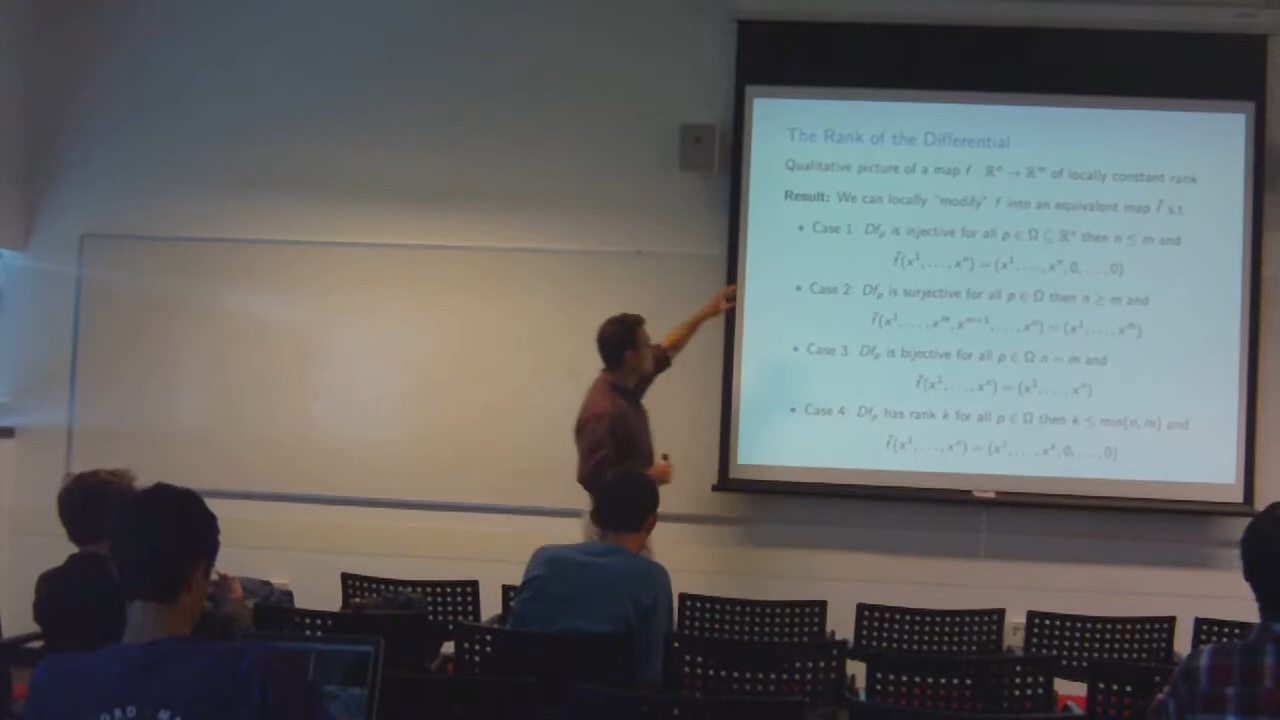 The Rank of the Differential
Qualitative picture of a map f : ℝⁿ → ℝᵐ of locally constant rank
Result: We can locally "modify" f into an equivalent map f̃ s.t.
• Case 1: Dfₚ is injective for all p ∈ Ω ⊆ ℝⁿ then n ≤ m and
f̃(x¹, . . . , xⁿ) = (x¹, . . . , xⁿ, 0, . . . , 0)
• Case 2: Dfₚ is surjective for all p ∈ Ω then n ≥ m and
f̃(x¹, . . . , xᵐ, xᵐ⁺¹, . . . , xⁿ) = (x¹, . . . , xᵐ)
• Case 3: Dfₚ is bijective for all p ∈ Ω n = m and
f̃(x¹, . . . , xⁿ) = (x¹, . . . , xⁿ)
• Case 4: Dfₚ has rank k for all p ∈ Ω then k ≤ min{n, m} and
f̃(x¹, . . . , xⁿ) = (x¹, . . . , xᵏ, 0, . . . , 0)